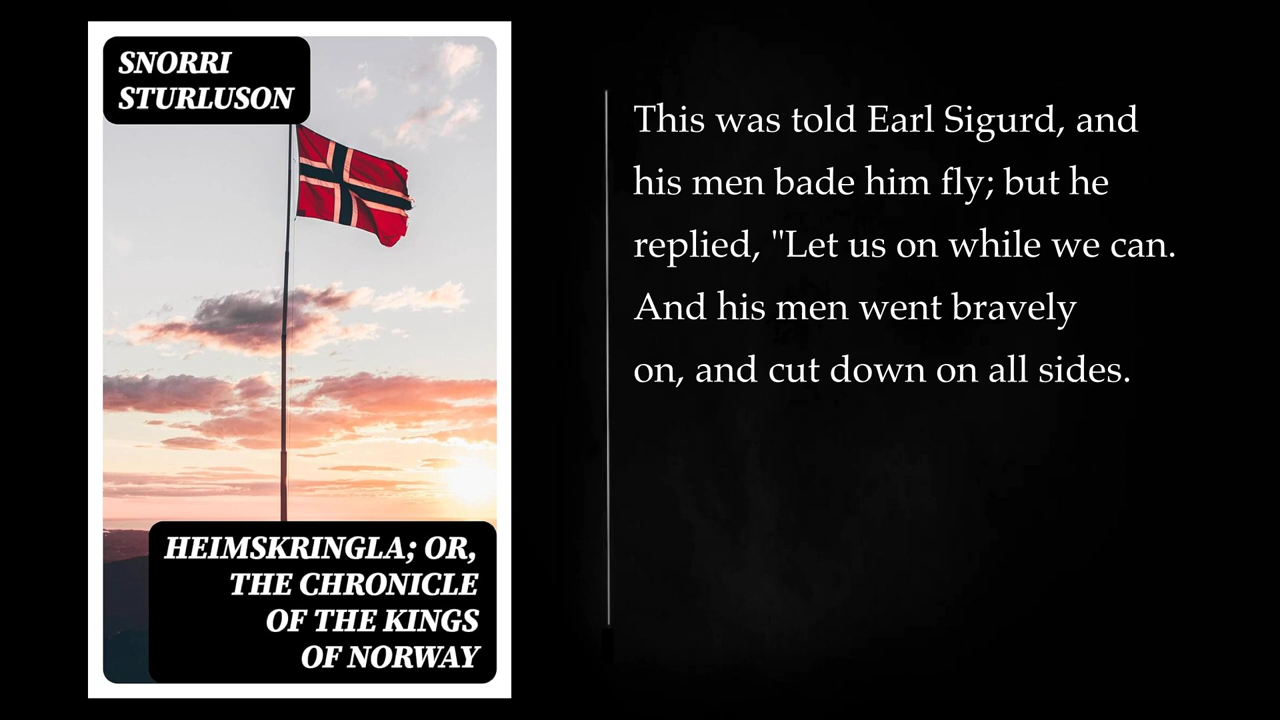 SNORRI
STURLUSON
HEIMSKRINGLA; OR,
THE CHRONICLE
OF THE KINGS
OF NORWAY
This was told Earl Sigurd, and
his men bade him fly; but he
replied, "Let us on while we can.
And his men went bravely
on, and cut down on all sides.